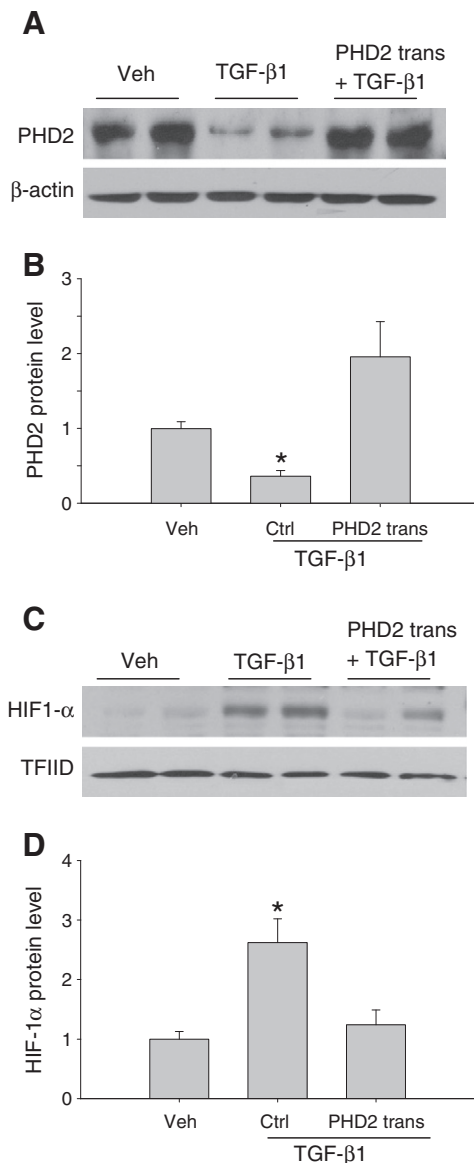 A
Veh TGF-β1 PHD2 trans
+ TGF-β1
PHD2
β-actin
B
PHD2 protein level
3
2
1
0
Veh Ctrl PHD2 trans
TGF-β1
C
Veh TGF-β1 PHD2 trans
+ TGF-β1
HIF1-α
TFIID
D
HIF-1α protein level
4
3
2
1
0
*
*
Veh Ctrl PHD2 trans
TGF-β1